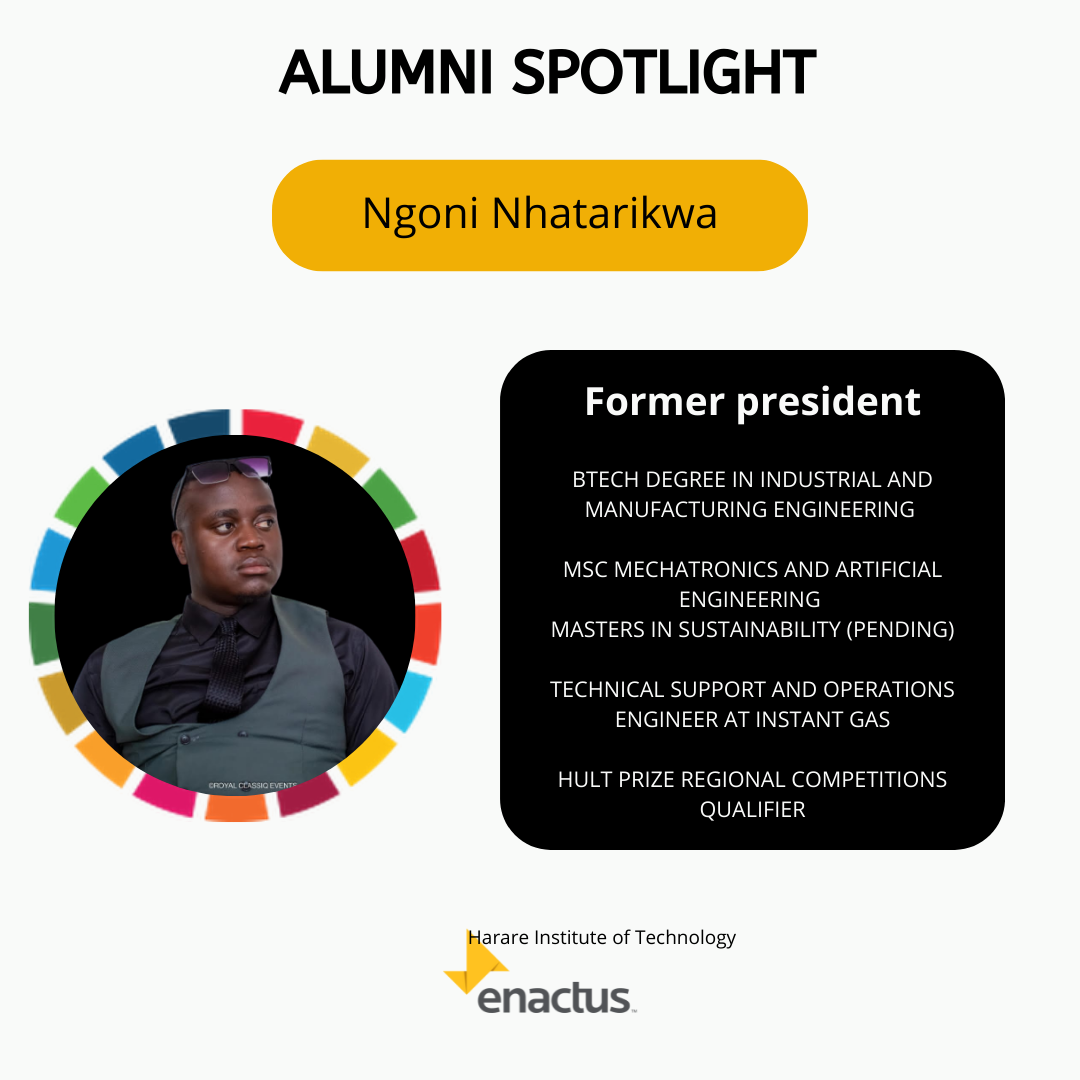 ALUMNI SPOTLIGHT
Ngoni Nhatarikwa
Former president
BTECH DEGREE IN INDUSTRIAL AND
MANUFACTURING ENGINEERING
MSC MECHATRONICS AND ARTIFICIAL
ENGINEERING
MASTERS IN SUSTAINABILITY (PENDING)
TECHNICAL SUPPORT AND OPERATIONS
ENGINEER AT INSTANT GAS
HULT PRIZE REGIONAL COMPETITIONS
QUALIFIER
©ROYAL CLASSIQ EVENTS
Harare Institute of Technology
enactus™